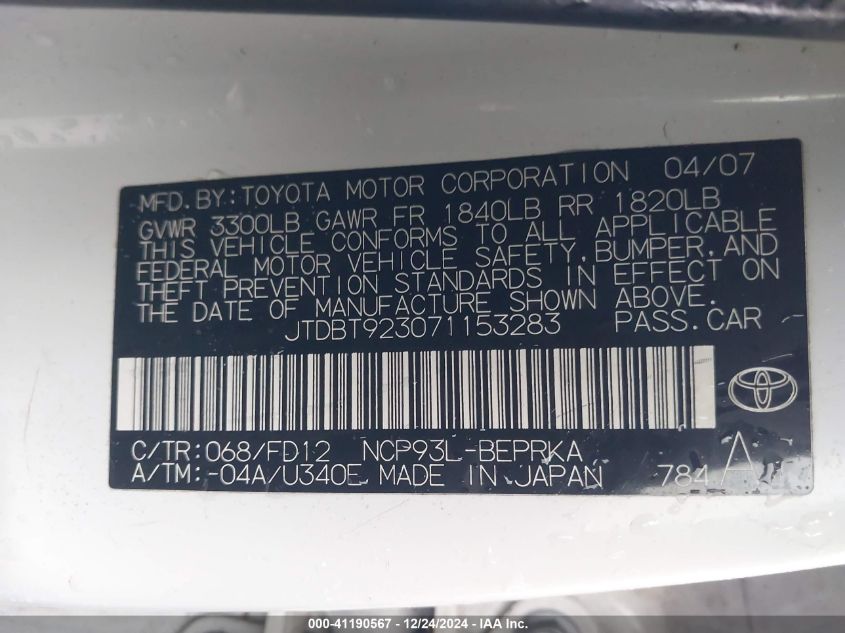 MFD. BY: TOYOTA MOTOR CORPORATION 04/07
GVWR 3300LB GAWR FR 1840LB RR 1820LB
THIS VEHICLE CONFORMS TO ALL APPLICABLE
FEDERAL MOTOR VEHICLE SAFETY, BUMPER, AND
THEFT PREVENTION STANDARDS IN EFFECT ON
THE DATE OF MANUFACTURE SHOWN ABOVE.
JTDBT923071153283 PASS. CAR
C/TR: 068/FD12 NCP93L-BEPRKA
A/TM: -04A/U340E MADE IN JAPAN 784 A
000-41190567 - 12/24/2024 - IAA Inc.